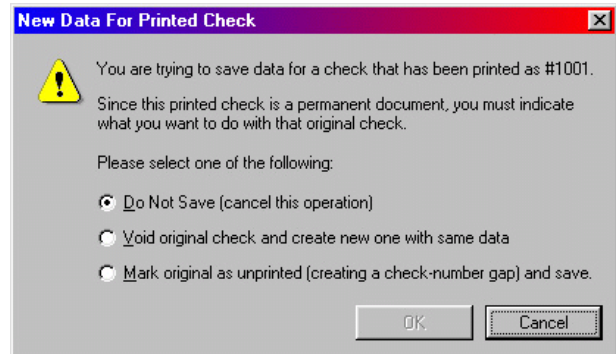 New Data For Printed Check
You are trying to save data for a check that has been printed as #1001.
Since this printed check is a permanent document, you must indicate
what you want to do with that original check.
Please select one of the following:
Do Not Save (cancel this operation)
Void original check and create new one with same data
Mark original as unprinted (creating a check-number gap) and save.
OK
Cancel